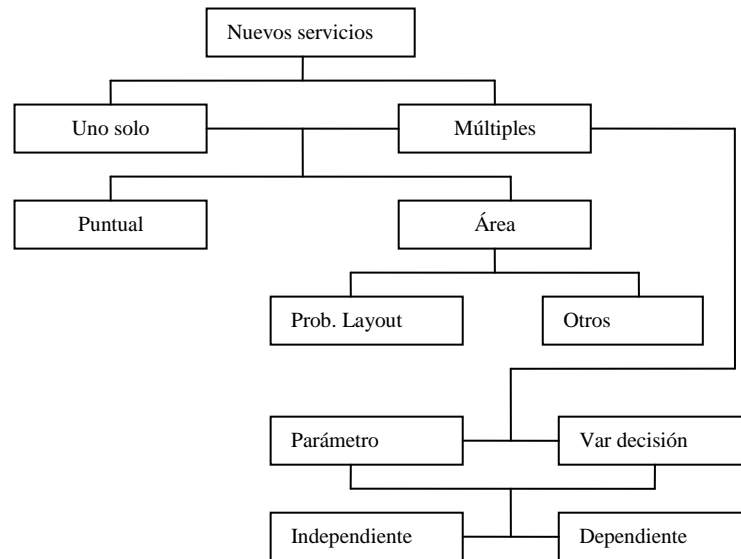 Nuevos servicios
Uno solo
Múltiples
Puntual
Área
Prob. Layout
Otros
Parámetro
Var decisión
Independiente
Dependiente